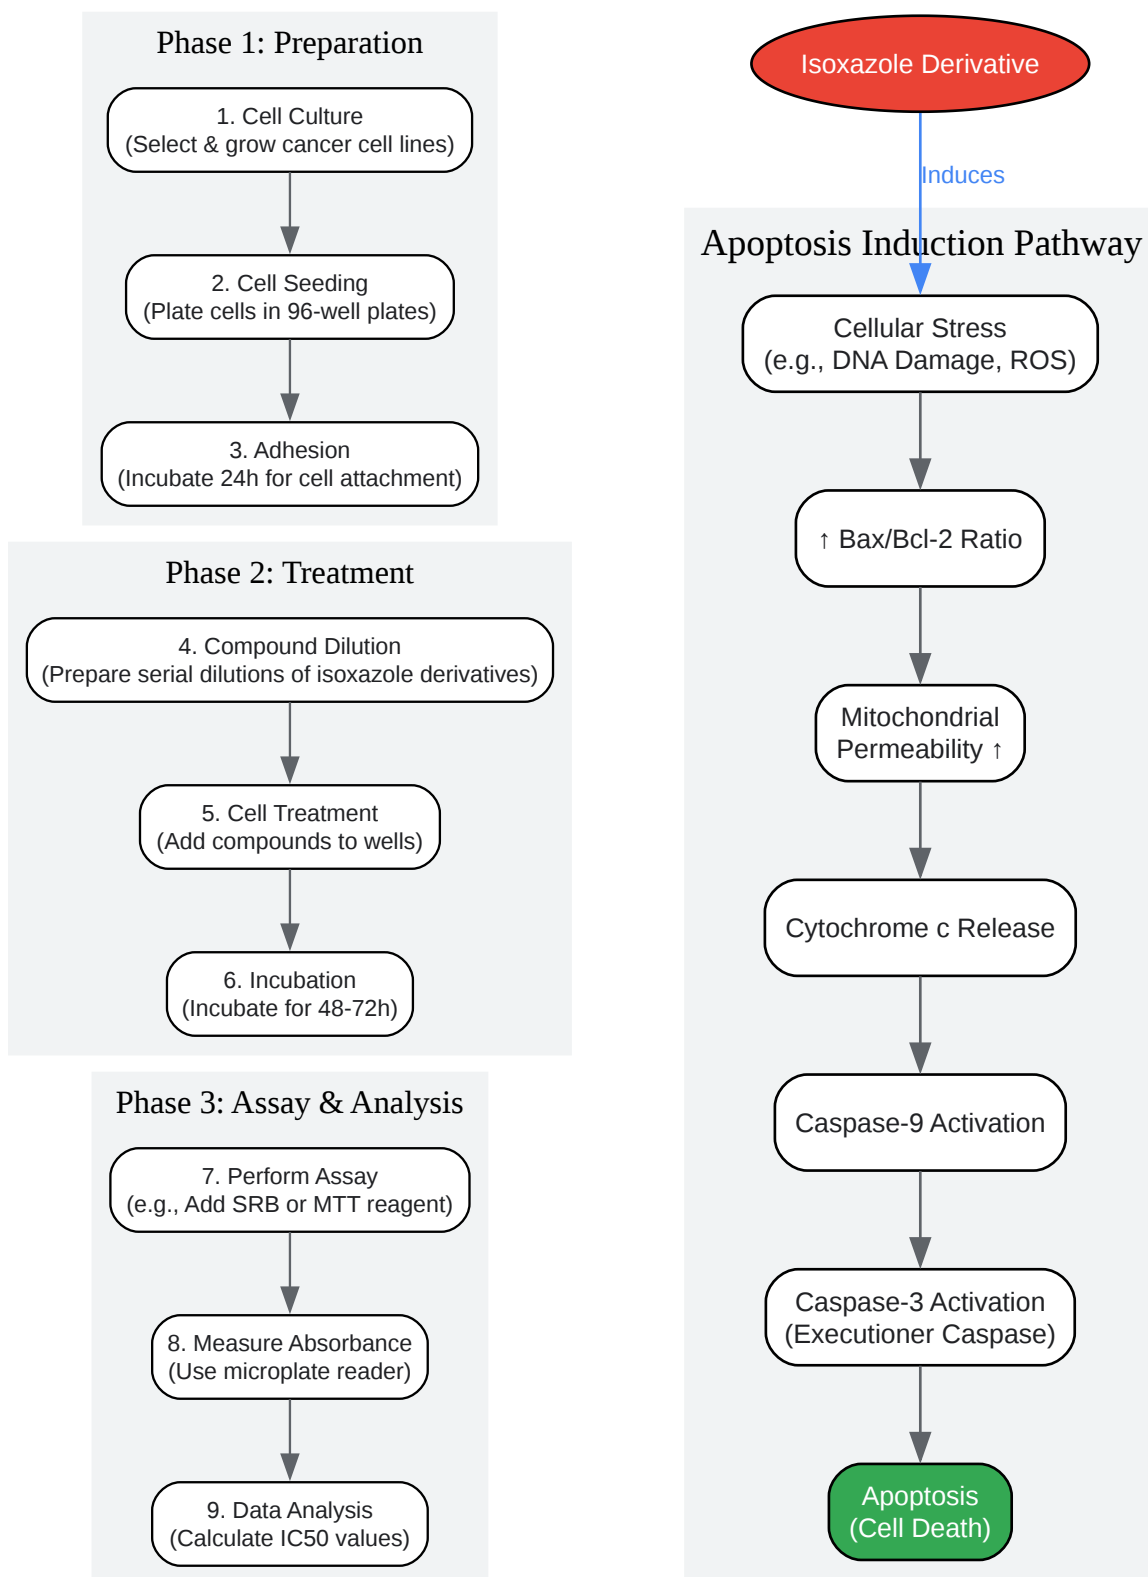 Phase 1: Preparation
1. Cell Culture
(Select & grow cancer cell lines)
2. Cell Seeding
(Plate cells in 96-well plates)
3. Adhesion
(Incubate 24h for cell attachment)
Phase 2: Treatment
4. Compound Dilution
(Prepare serial dilutions of isoxazole derivatives)
5. Cell Treatment
(Add compounds to wells)
6. Incubation
(Incubate for 48-72h)
Phase 3: Assay & Analysis
7. Perform Assay
(e.g., Add SRB or MTT reagent)
8. Measure Absorbance
(Use microplate reader)
9. Data Analysis
(Calculate IC50 values)
Isoxazole Derivative
Induces
Apoptosis Induction Pathway
Cellular Stress
(e.g., DNA Damage, ROS)
↑ Bax/Bcl-2 Ratio
Mitochondrial
Permeability ↑
Cytochrome c Release
Caspase-9 Activation
Caspase-3 Activation
(Executioner Caspase)
Apoptosis
(Cell Death)